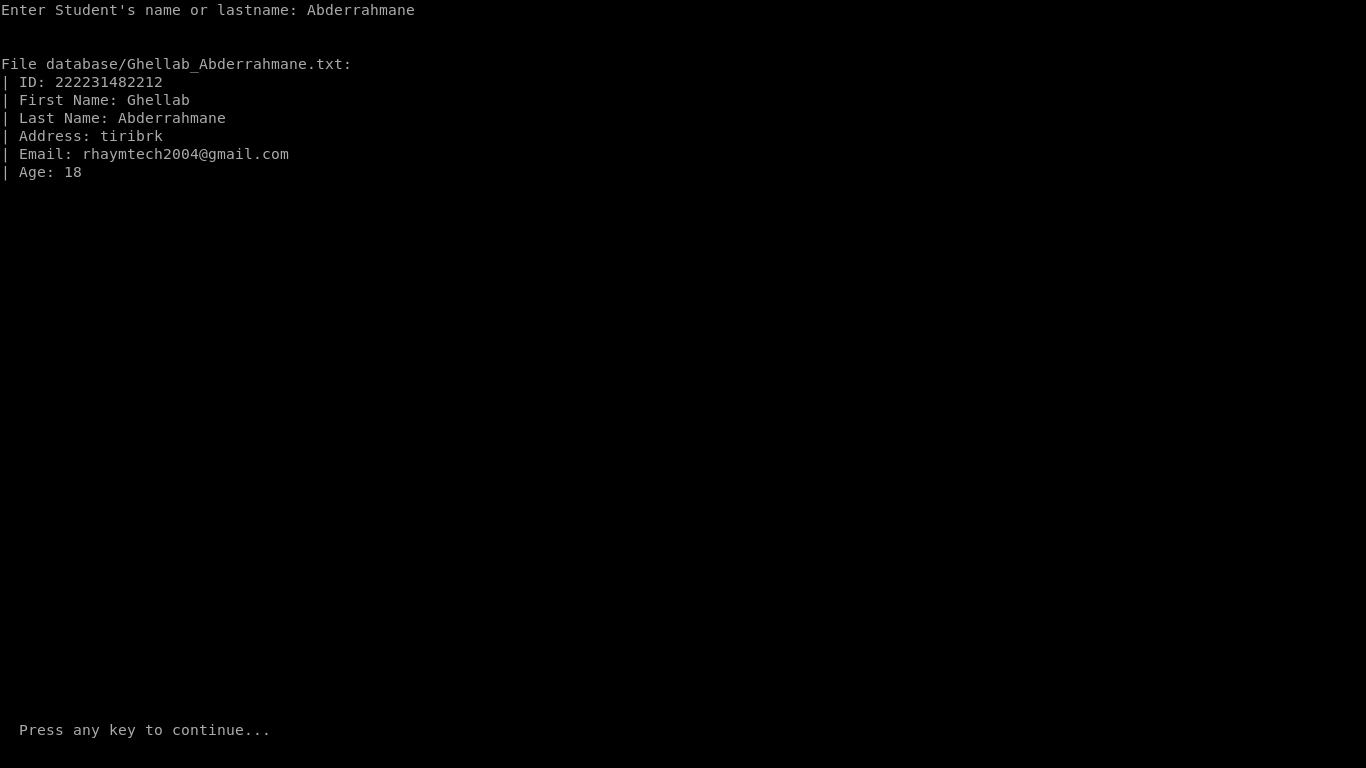 Enter Student's name or lastname: Abderrahmane
File database/Ghellab_Abderrahmane.txt:
| ID: 222231482212
| First Name: Ghellab
| Last Name: Abderrahmane
| Address: tiribrk
| Email: rhaymtech2004@gmail.com
| Age: 18
Press any key to continue...